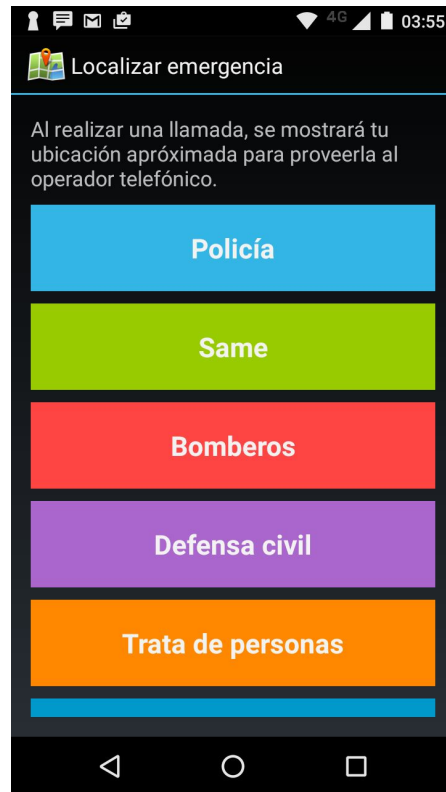 4G 03:55
Localizar emergencia
Al realizar una llamada, se mostrará tu
ubicación apróximada para proveerla al
operador telefónico.
Policía
Same
Bomberos
Defensa civil
Trata de personas